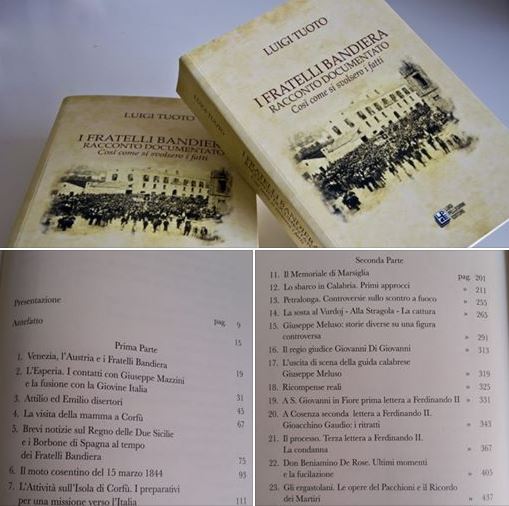 LUIGI TUOTO
I FRATELLI BANDIERA
RACCONTO DOCUMENTATO
Così come si svolsero i fatti
LUIGI TUOTO
I FRATELLI BANDIERA
RACCONTO DOCUMENTATO
Così come si svolsero i fatti
LUIGI TUOTO
I FRATELLI BANDIERA
Presentazione
Antefatto pag. 9
15
Prima Parte
1. Venezia, l'Austria e i Fratelli Bandiera
2. L'Esperia. I contatti con Giuseppe Mazzini 19
e la fusione con la Giovine Italia
3. Attilio ed Emilio disertori 31
4. La visita della mamma a Corfù 45
5. Brevi notizie sul Regno delle Due Sicilie 67
e i Borbone di Spagna al tempo
dei Fratelli Bandiera 75
6. Il moto cosentino del 15 marzo 1844 93
7. L'Attività sull'Isola di Corfù. I preparativi
per una missione verso l'Italia 111
Seconda Parte
11. Il Memoriale di Marsiglia pag. 201
12. Lo sbarco in Calabria. Primi approcci » 211
13. Petralonga. Controversie sullo scontro a fuoco » 255
14. La sosta al Vurdoj - Alla Stragola - La cattura » 265
15. Giuseppe Meluso: storie diverse su una figura
controversa » 291
16. Il regio giudice Giovanni Di Giovanni » 313
17. L'uscita di scena della guida calabrese
Giuseppe Meluso » 319
18. Ricompense reali » 325
19. A S. Giovanni in Fiore prima lettera a Ferdinando II » 331
20. A Cosenza seconda lettera a Ferdinando II.
Gioacchino Gaudio: i ritratti » 343
21. Il processo. Terza lettera a Ferdinando II.
La condanna » 367
22. Don Beniamino De Rose. Ultimi momenti
e la fucilazione » 405
23. Gli ergastolani. Le opere del Pacchioni e il Ricordo
dei Martiri » 437